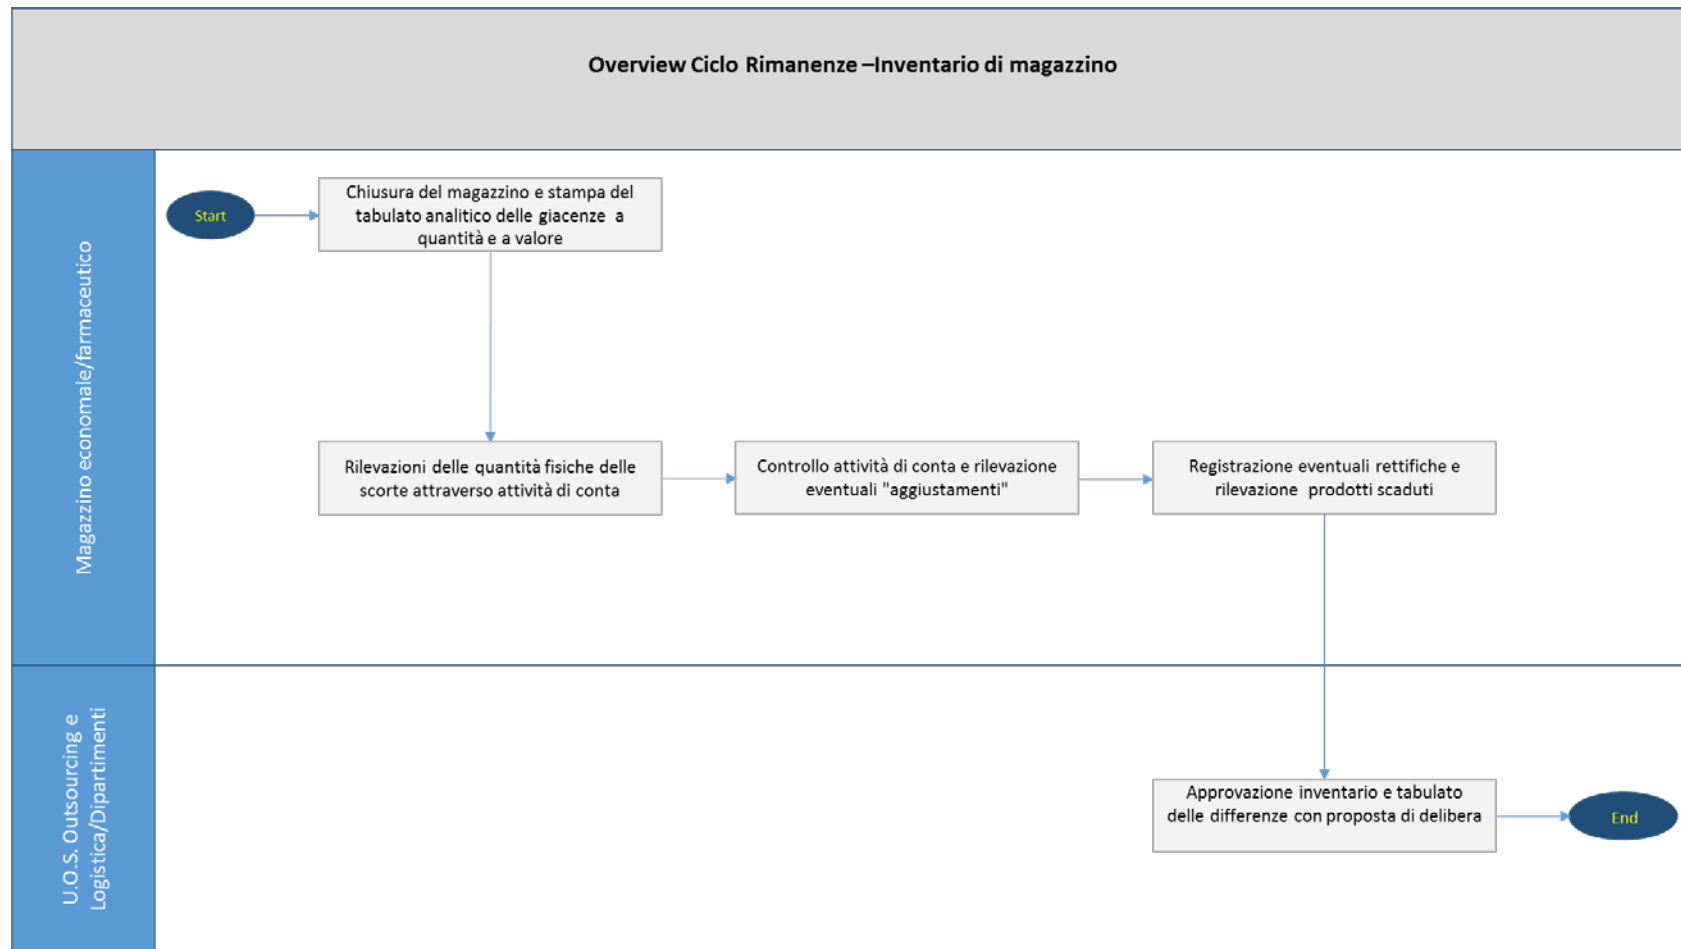 Overview Ciclo Rimanenze –Inventario di magazzino
Magazzino economale/farmaceutico
Start
Chiusura del magazzino e stampa del
tabulato analitico delle giacenze a
quantità e a valore
Rilevazioni delle quantità fisiche delle
scorte attraverso attività di conta
Controllo attività di conta e rilevazione
eventuali "aggiustamenti"
Registrazione eventuali rettifiche e
rilevazione prodotti scaduti
U.O.S. Outsourcing e
Logistica/Dipartimenti
Approvazione inventario e tabulato
delle differenze con proposta di delibera
End